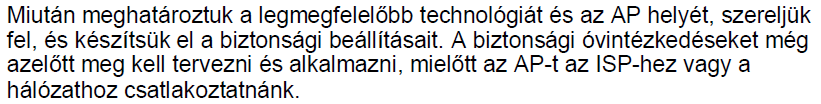 Miután meghatároztuk a legmegfelelőbb technológiát és az AP helyét, szereljük
fel, és készítsük el a biztonsági beállításait. A biztonsági óvintézkedéseket még
azelőtt meg kell tervezni és alkalmazni, mielőtt az AP-t az ISP-hez vagy a
hálózathoz csatlakoztatnánk.